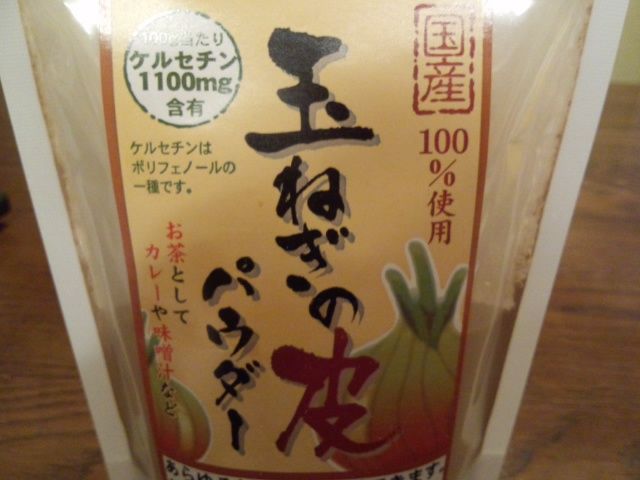 100g当たり
ケルセチン
1100mg
含有
ケルセチンは
ポリフェノールの
一種です。
国産
100%使用
玉ねぎの皮
パウダー
お茶として
カレーや味噌汁など